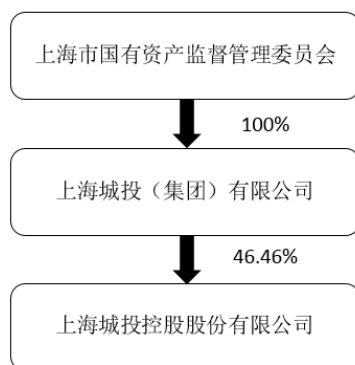 上海市国有资产监督管理委员会
100%
上海城投（集团）有限公司
46.46%
上海城投控股股份有限公司